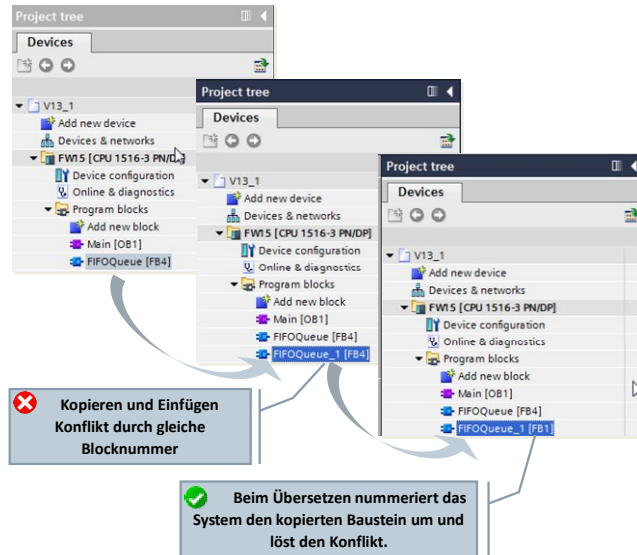 Project tree
Devices
V13_1
Add new device
Devices & networks
FW15 [CPU 1516-3 PN/DP]
Device configuration
Online & diagnostics
Program blocks
Add new block
Main [OB1]
FIFOQueue [FB4]
Project tree
Devices
V13_1
Add new device
Devices & networks
FW15 [CPU 1516-3 PN/DP]
Device configuration
Online & diagnostics
Program blocks
Add new block
Main [OB1]
FIFOQueue [FB4]
FIFOQueue_1 [FB4]
Project tree
Devices
V13_1
Add new device
Devices & networks
FW15 [CPU 1516-3 PN/DP]
Device configuration
Online & diagnostics
Program blocks
Add new block
Main [OB1]
FIFOQueue [FB4]
FIFOQueue_1 [FB1]
Kopieren und Einfügen
Konflikt durch gleiche
Blocknummer
Beim Übersetzen nummeriert das
System den kopierten Baustein um und
löst den Konflikt.